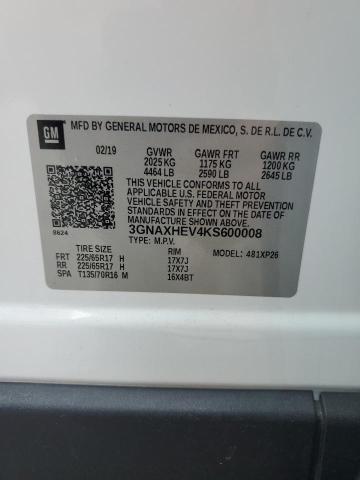 GM MFD BY GENERAL MOTORS DE MEXICO, S. DE R.L. DE C.V.
02/19 GVWR GAWR FRT GAWR RR
2025 KG 1175 KG 1200 KG
4464 LB 2590 LB 2645 LB
THIS VEHICLE CONFORMS TO ALL APPLICABLE
U.S. FEDERAL MOTOR
VEHICLE SAFETY AND THEFT PREVENTION
STANDARDS IN EFFECT ON THE DATE OF
MANUFACTURE SHOWN ABOVE.
8624 3GNAXHEV4KS600008
TYPE: M.P.V.
TIRE SIZE RIM MODEL: 481XP26
FRT 225/65R17 H 17X7J
RR 225/65R17 H 17X7J
SPA T135/70R16 M 16X4BT